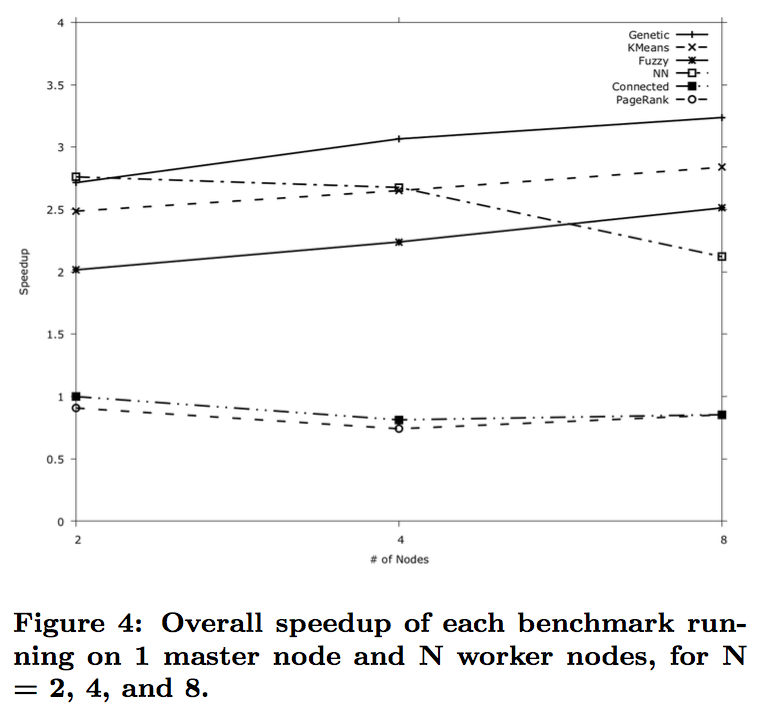 4
3.5
3
2.5
2
1.5
1
0.5
0
Speedup
Genetic
KMeans
Fuzzy
NN
Connected
PageRank
2 4 8
# of Nodes
Figure 4: Overall speedup of each benchmark run-
ning on 1 master node and N worker nodes, for N
= 2, 4, and 8.